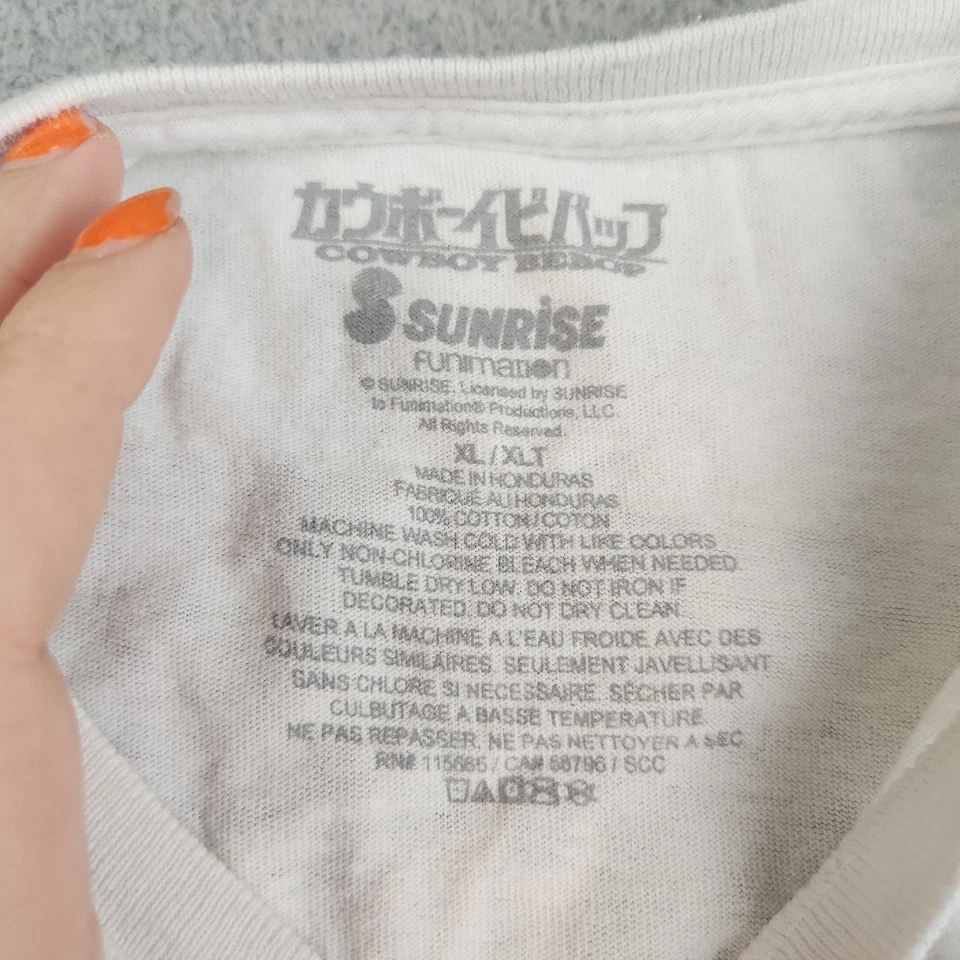 カウボーイビバップ
COWBOY BEBOP
SUNRISE
FUNIMATION
© SUNRISE. Licensed by SUNRISE
to Funimation® Productions, LLC.
All Rights Reserved.
XL / XLT
MADE IN HONDURAS
FABRIQUE AU HONDURAS
100% COTTON / COTON
MACHINE WASH COLD WITH LIKE COLORS
ONLY NON-CHLORINE BLEACH WHEN NEEDED.
TUMBLE DRY LOW. DO NOT IRON IF
DECORATED. DO NOT DRY CLEAN
LAVER A LA MACHINE A L'EAU FROIDE AVEC DES
COULEURS SIMILAIRES. SEULEMENT JAVELLISANT
SANS CHLORE SI NECESSAIRE. SÉCHER PAR
CULBUTAGE A BASSE TEMPERATURE.
NE PAS REPASSER. NE PAS NETTOYER A SEC
RN# / CA# / SCC